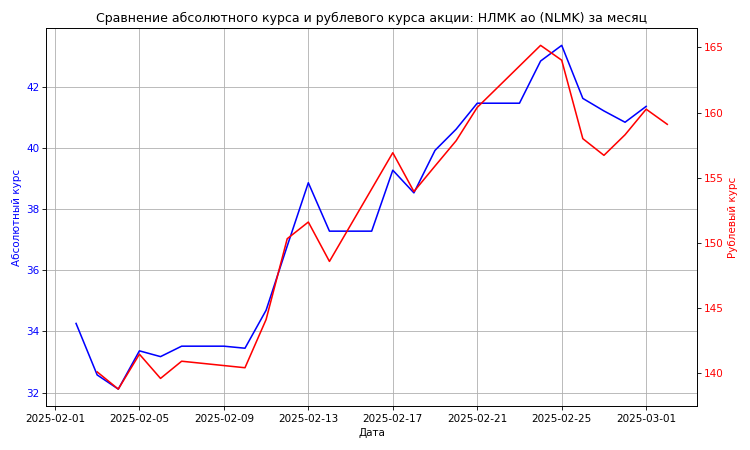 Сравнение абсолютного курса и рублевого курса акции: НЛМК ао (NLMK) за месяц
Абсолютный курс
42
40
38
36
34
32
165
160
155
150
145
140
Рублевый курс
2025-02-01 2025-02-05 2025-02-09 2025-02-13 2025-02-17 2025-02-21 2025-02-25 2025-03-01
Дата